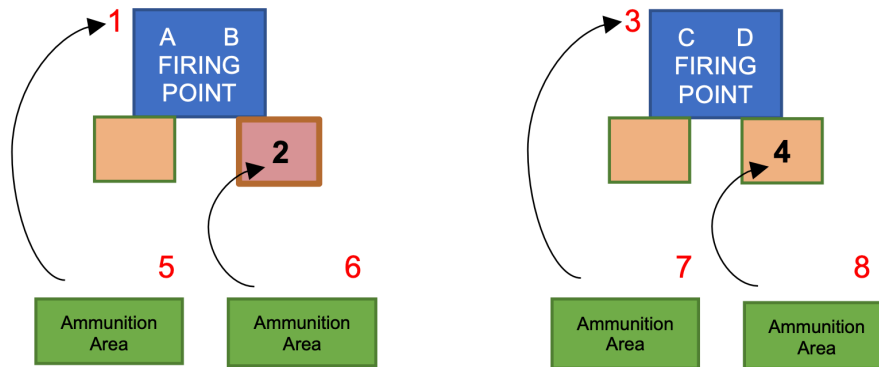 1
3
A B
FIRING
POINT
C D
FIRING
POINT
2
4
5
6
7
8
Ammunition
Area
Ammunition
Area
Ammunition
Area
Ammunition
Area